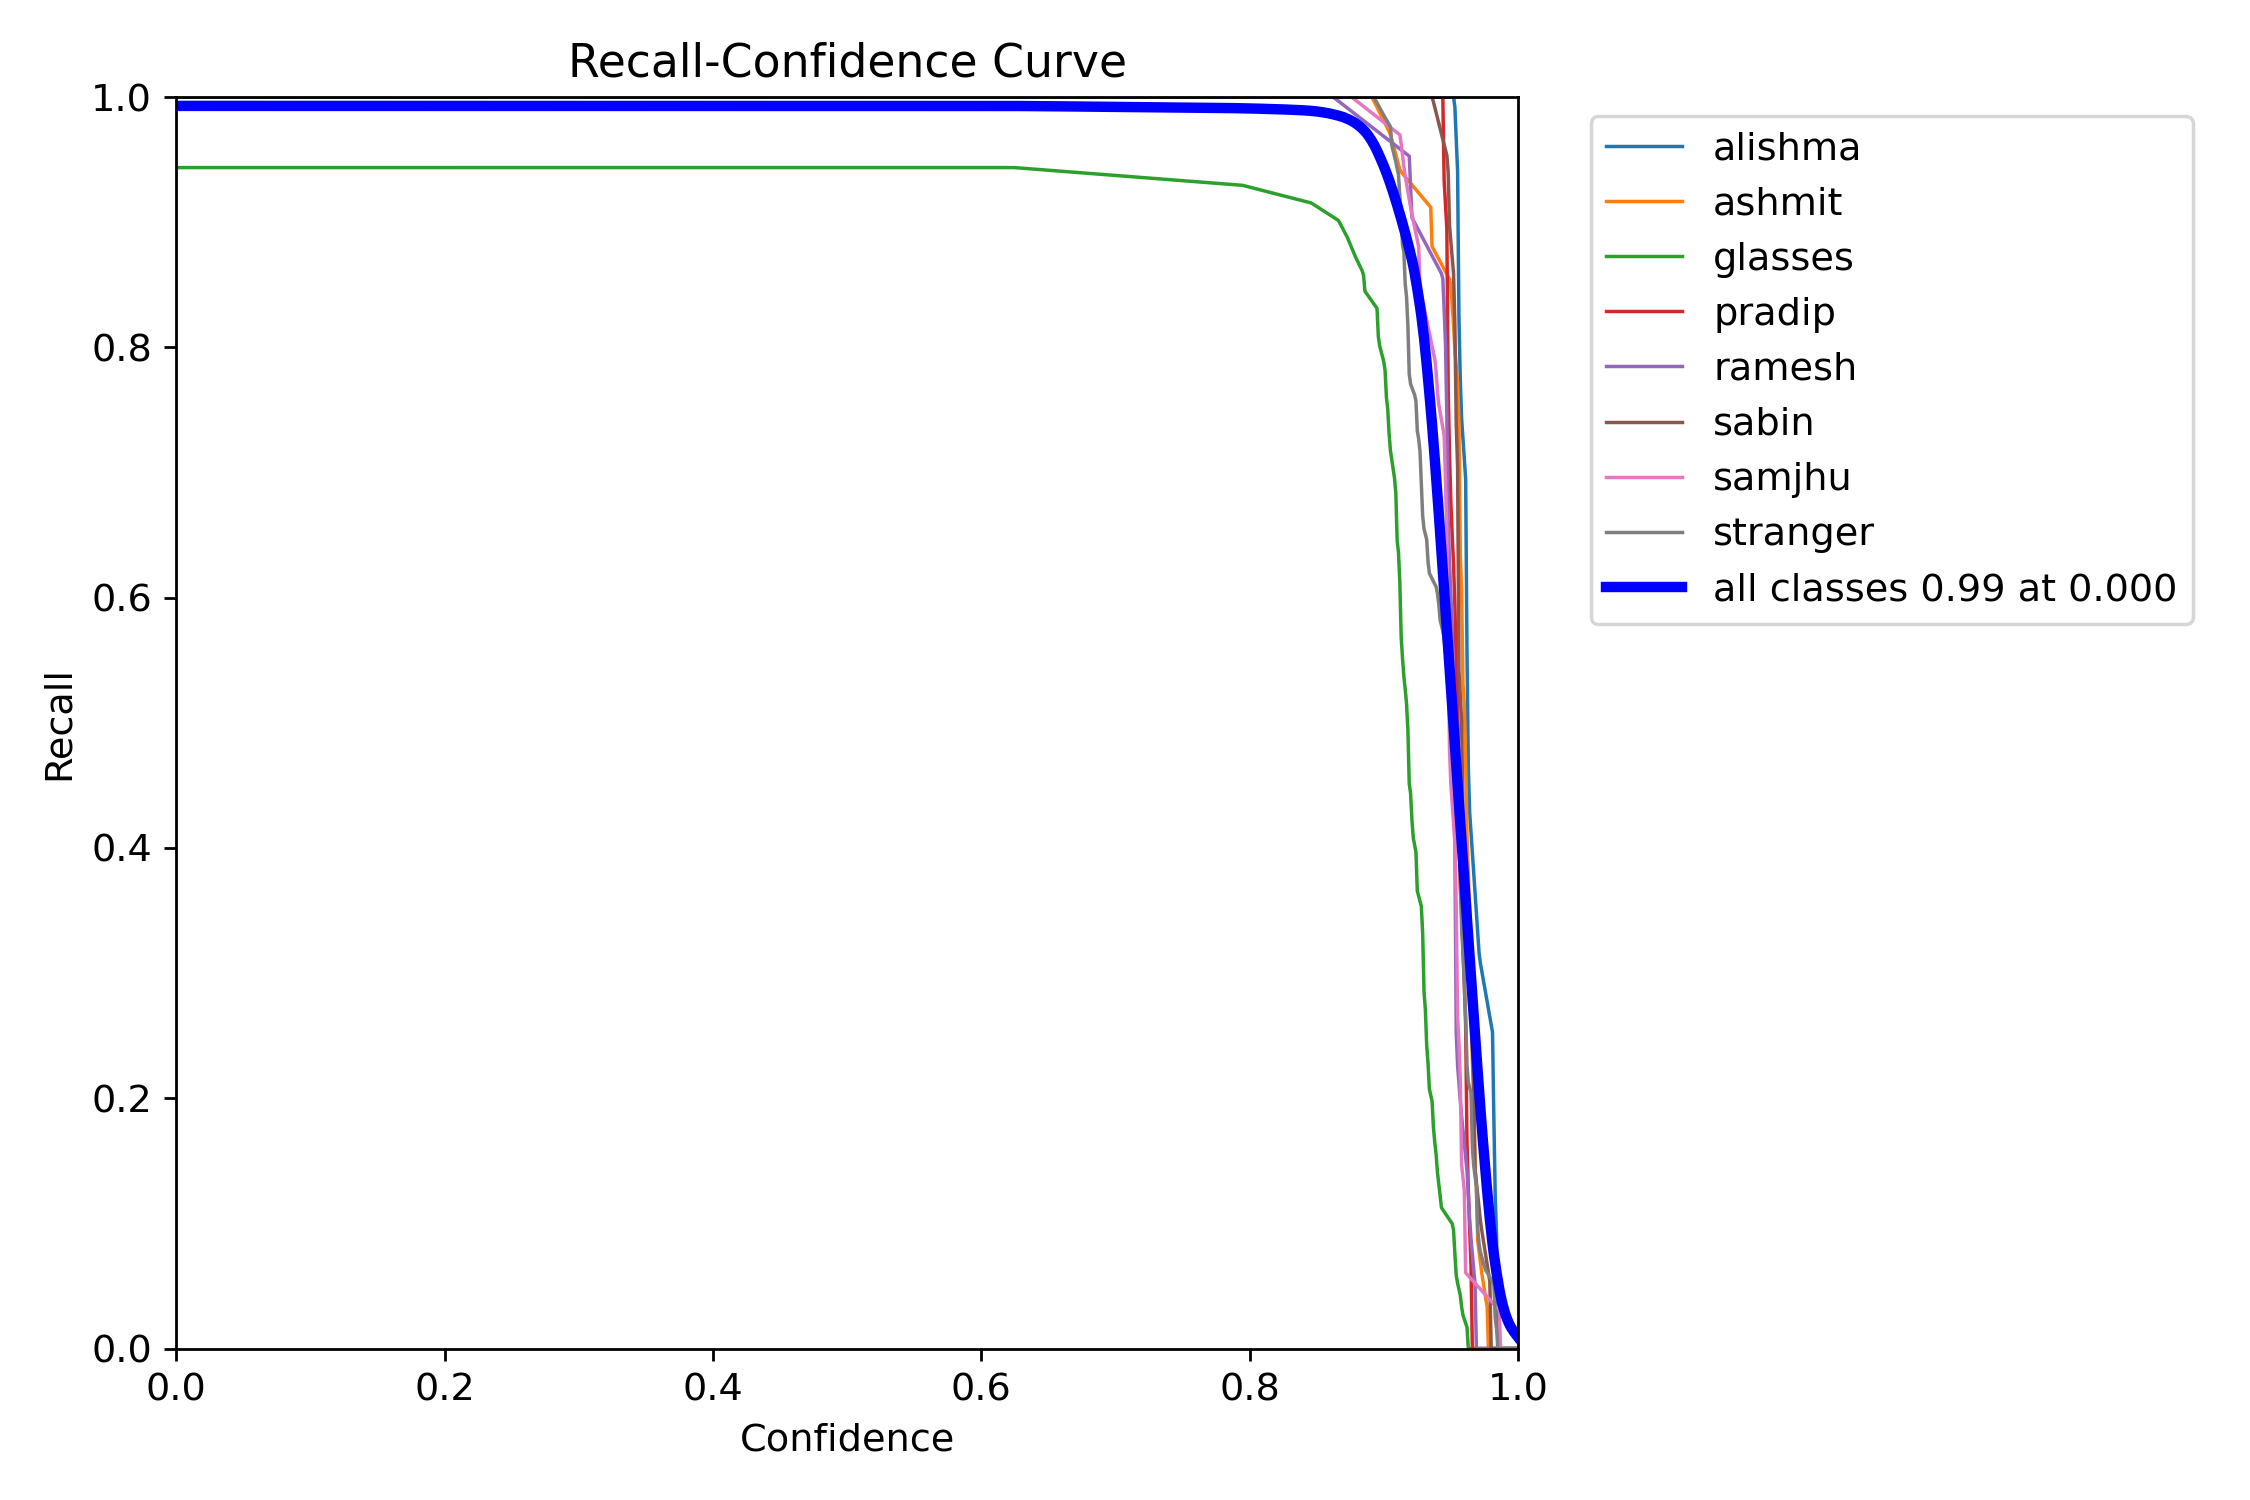 Recall-Confidence Curve
1.0
0.8
0.6
0.4
0.2
0.0
Recall
0.0 0.2 0.4 0.6 0.8 1.0
Confidence
alishma
ashmit
glasses
pradip
ramesh
sabin
samjhu
stranger
all classes 0.99 at 0.000